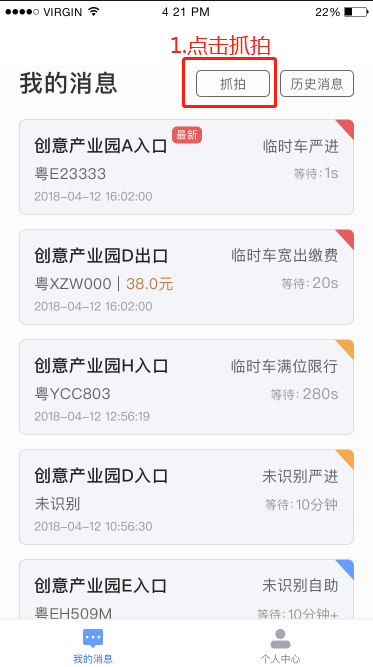 VIRGIN 4 21 PM 22%
1.点击抓拍
我的消息 抓拍 历史消息
创意产业园A入口 最新 临时车严进
粤E23333 等待:1s
2018-04-12 16:02:00
创意产业园D出口 临时车宽出缴费
粤XZW000 | 38.0元 等待:20s
2018-04-12 16:02:00
创意产业园H入口 临时车满位限行
粤YCC803 等待:280s
2018-04-12 12:56:19
创意产业园D入口 未识别严进
未识别 等待:10分钟
2018-04-12 10:56:30
创意产业园E入口 未识别自助
粤EH509M 等待:10分钟+
我的消息 个人中心